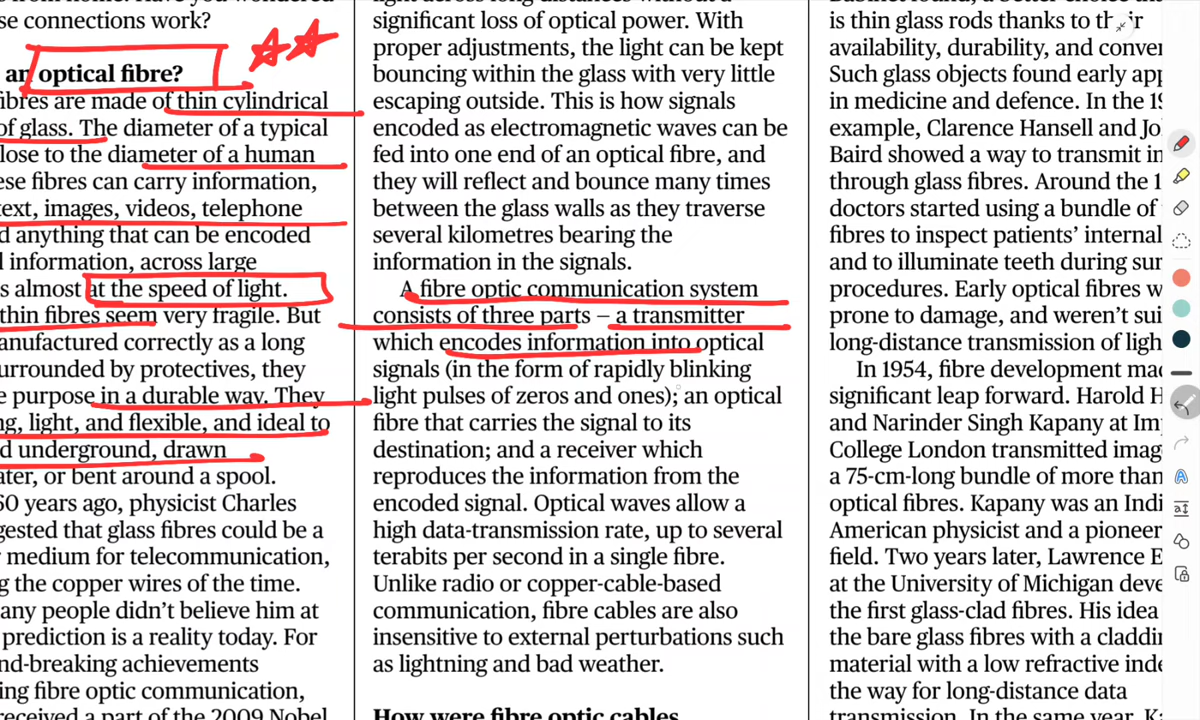 se connections work?
an optical fibre?
fibres are made of thin cylindrical
of glass. The diameter of a typical
lose to the diameter of a human
ese fibres can carry information,
text, images, videos, telephone
d anything that can be encoded
l information, across large
s almost at the speed of light.
thin fibres seem very fragile. But
anufactured correctly as a long
urrounded by protectives, they
e purpose in a durable way. They
ng, light, and flexible, and ideal to
d underground, drawn
ater, or bent around a spool.
60 years ago, physicist Charles
gested that glass fibres could be a
r medium for telecommunication,
g the copper wires of the time.
any people didn't believe him at
prediction is a reality today. For
nd-breaking achievements
ing fibre optic communication,
received a part of the 2009 Nobel
significant loss of optical power. With
proper adjustments, the light can be kept
bouncing within the glass with very little
escaping outside. This is how signals
encoded as electromagnetic waves can be
fed into one end of an optical fibre, and
they will reflect and bounce many times
between the glass walls as they traverse
several kilometres bearing the
information in the signals.
A fibre optic communication system
consists of three parts – a transmitter
which encodes information into optical
signals (in the form of rapidly blinking
light pulses of zeros and ones); an optical
fibre that carries the signal to its
destination; and a receiver which
reproduces the information from the
encoded signal. Optical waves allow a
high data-transmission rate, up to several
terabits per second in a single fibre.
Unlike radio or copper-cable-based
communication, fibre cables are also
insensitive to external perturbations such
as lightning and bad weather.
How were fibre optic cables
is thin glass rods thanks to their
availability, durability, and conver
Such glass objects found early app
in medicine and defence. In the 19
example, Clarence Hansell and Jo
Baird showed a way to transmit in
through glass fibres. Around the 1
doctors started using a bundle of
fibres to inspect patients' internal
and to illuminate teeth during sur
procedures. Early optical fibres w
prone to damage, and weren't sui
long-distance transmission of ligh
In 1954, fibre development mad
significant leap forward. Harold H
and Narinder Singh Kapany at Im
College London transmitted imag
a 75-cm-long bundle of more than
optical fibres. Kapany was an Indi
American physicist and a pioneer
field. Two years later, Lawrence E
at the University of Michigan deve
the first glass-clad fibres. His idea
the bare glass fibres with a claddin
material with a low refractive inde
the way for long-distance data
transmission. In the same year, Ka